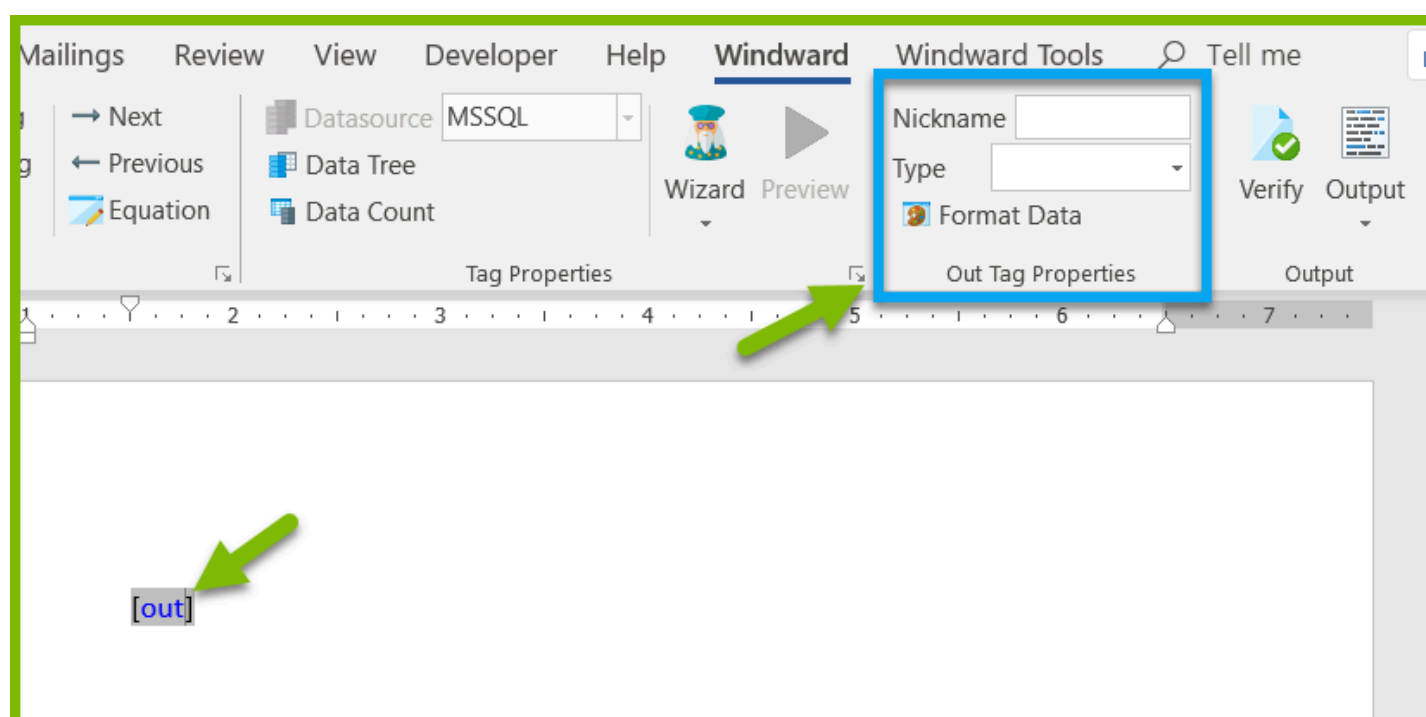 Mailings Review View Developer Help Windward Windward Tools Tell me
Next
Previous
Equation
Datasource MSSQL
Data Tree
Data Count
Wizard Preview
Tag Properties
Nickname
Type
Format Data
Out Tag Properties
Verify Output
Output
1 2 3 4 5 6 7
[out]